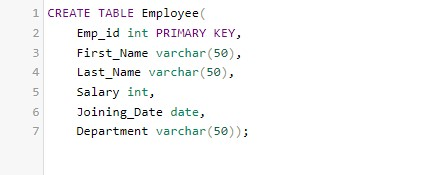 1 CREATE TABLE Employee(
2 Emp_id int PRIMARY KEY,
3 First_Name varchar(50),
4 Last_Name varchar(50),
5 Salary int,
6 Joining_Date date,
7 Department varchar(50));